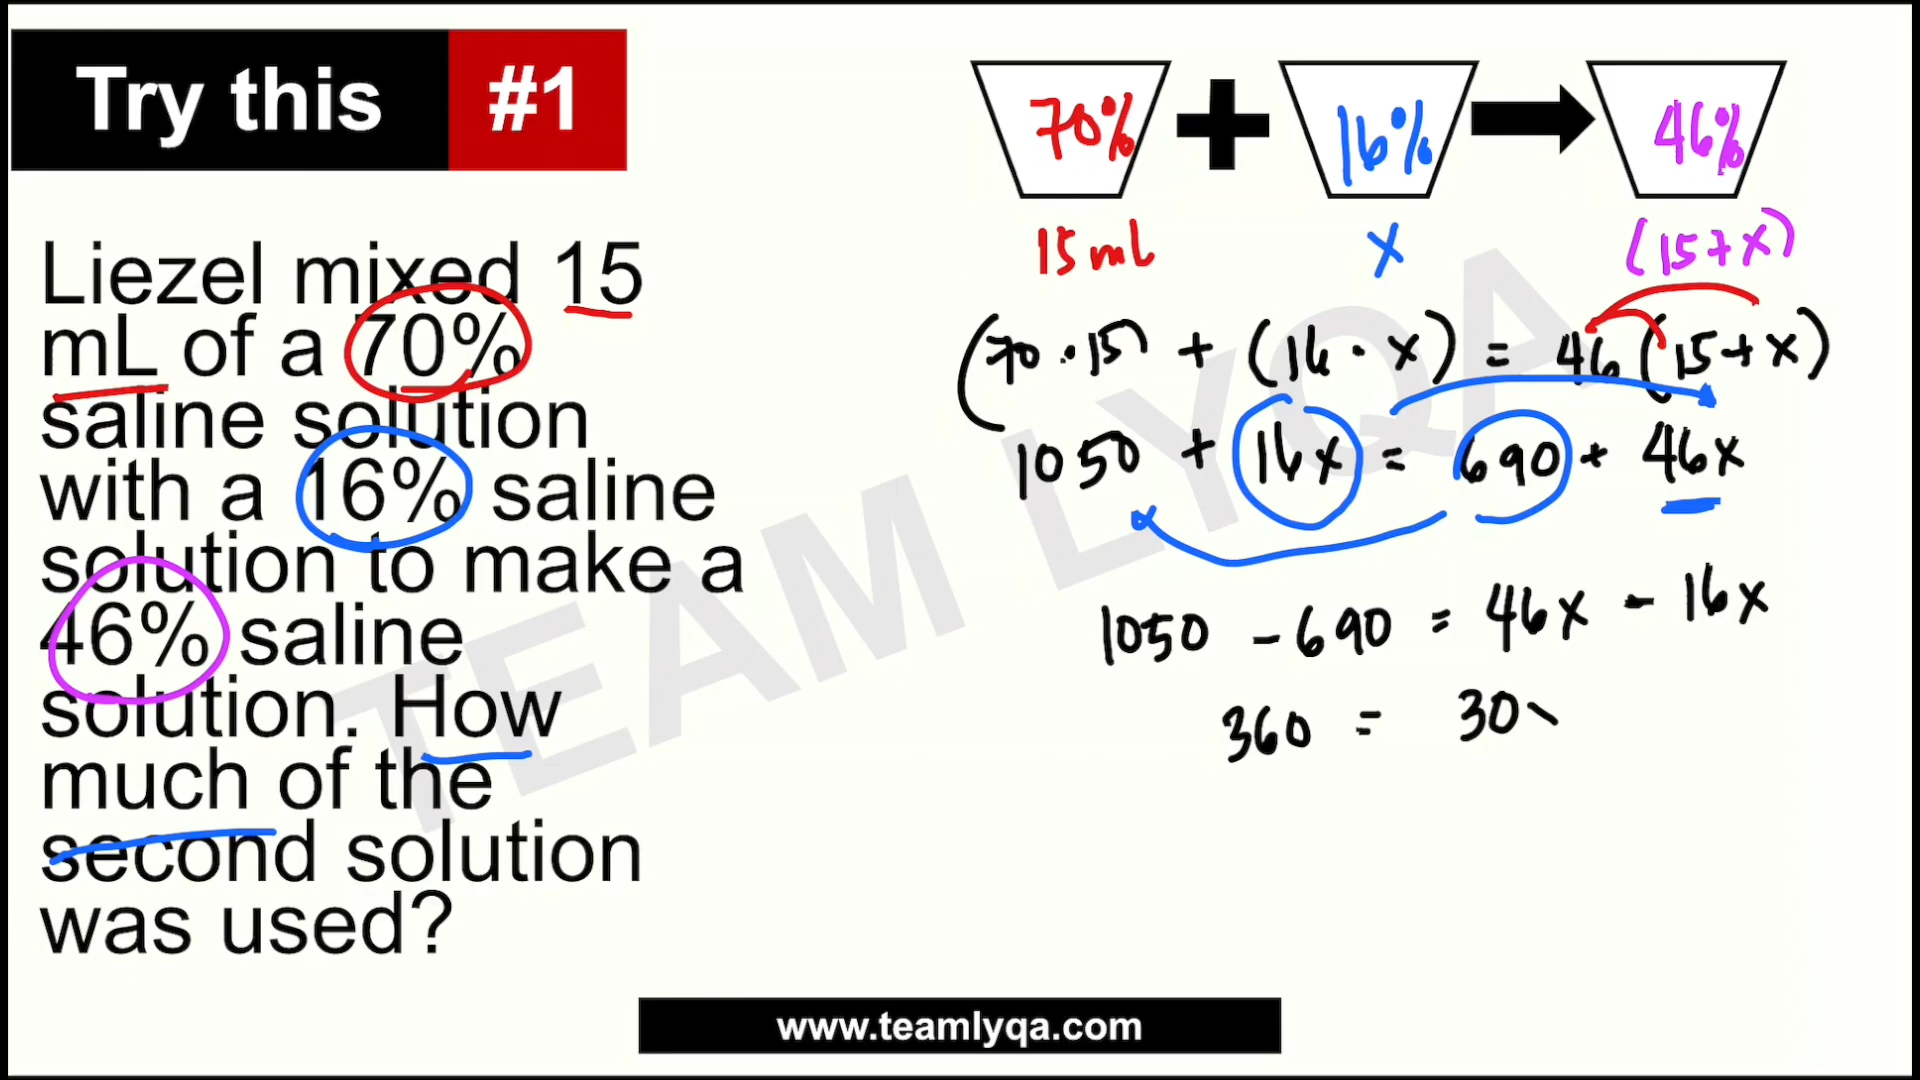 Try this #1
70% + 16% 46%
15 mL x (15+x)
Liezel mixed 15
mL of a 70%
saline solution
with a 16% saline
solution to make a
46% saline
solution. How
much of the
second solution
was used?
(70 · 15) + (16 · x) = 46 (15+x)
1050 + 16x = 690 + 46x
1050 - 690 = 46x - 16x
360 = 30
TEAM LYQA
www.teamlyqa.com